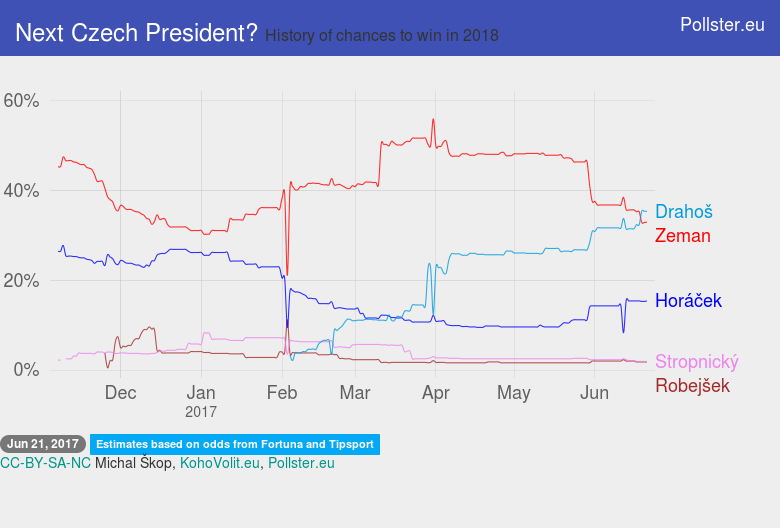 Next Czech President? History of chances to win in 2018
Pollster.eu
60%
40%
20%
0%
Drahoš
Zeman
Horáček
Stropnický
Robejšek
Dec Jan Feb Mar Apr May Jun
2017
Jun 21, 2017 Estimates based on odds from Fortuna and Tipsport
CC-BY-SA-NC Michal Škop, KohoVolit.eu, Pollster.eu